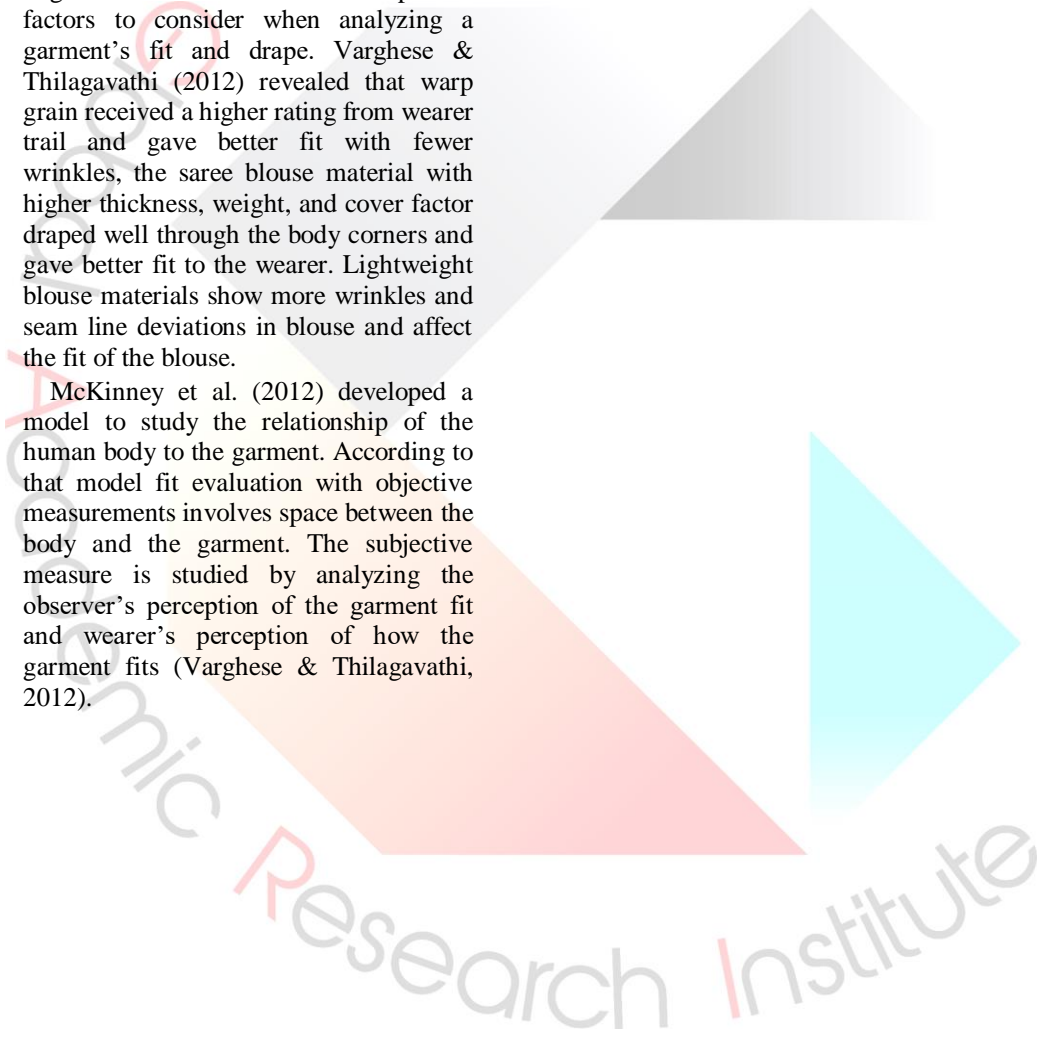 factors to consider when analyzing a
garment’s fit and drape. Varghese &
Thilagavathi (2012) revealed that warp
grain received a higher rating from wearer
trail and gave better fit with fewer
wrinkles, the saree blouse material with
higher thickness, weight, and cover factor
draped well through the body corners and
gave better fit to the wearer. Lightweight
blouse materials show more wrinkles and
seam line deviations in blouse and affect
the fit of the blouse.
McKinney et al. (2012) developed a
model to study the relationship of the
human body to the garment. According to
that model fit evaluation with objective
measurements involves space between the
body and the garment. The subjective
measure is studied by analyzing the
observer’s perception of the garment fit
and wearer’s perception of how the
garment fits (Varghese & Thilagavathi,
2012).
Global Academic Research Institute